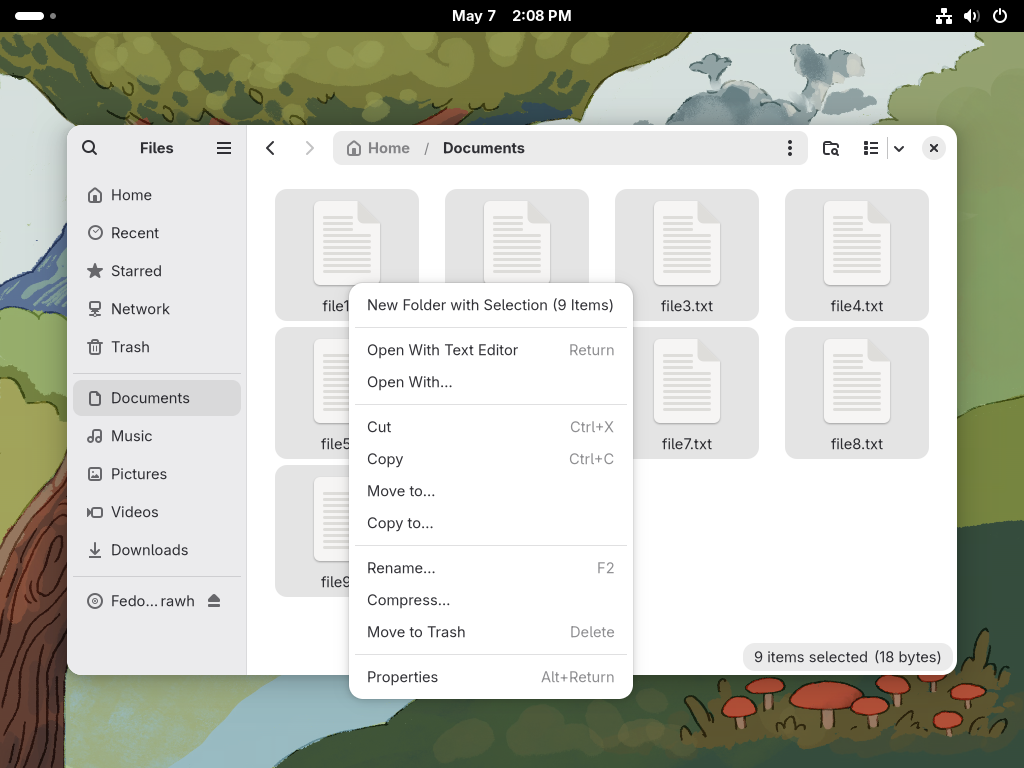 May 7 2:08 PM
Files
Home / Documents
Home
Recent
Starred
Network
Trash
Documents
Music
Pictures
Videos
Downloads
Fedo…rawh
file1
file3.txt
file4.txt
file5
file7.txt
file8.txt
file9
New Folder with Selection (9 Items)
Open With Text Editor Return
Open With…
Cut Ctrl+X
Copy Ctrl+C
Move to…
Copy to…
Rename… F2
Compress…
Move to Trash Delete
Properties Alt+Return
9 items selected (18 bytes)